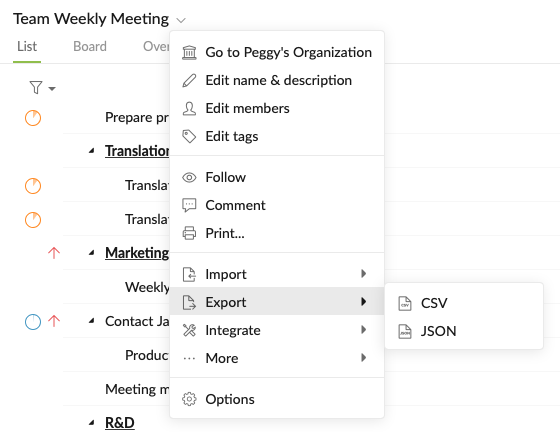 Team Weekly Meeting
List Board Over
Go to Peggy's Organization
Edit name & description
Edit members
Edit tags
Follow
Comment
Print...
Import
Export
Integrate
More
Options
CSV
JSON
Prepare pr
Translation
Transla
Transla
Marketing
Weekly
Contact Ja
Produc
Meeting m
R&D